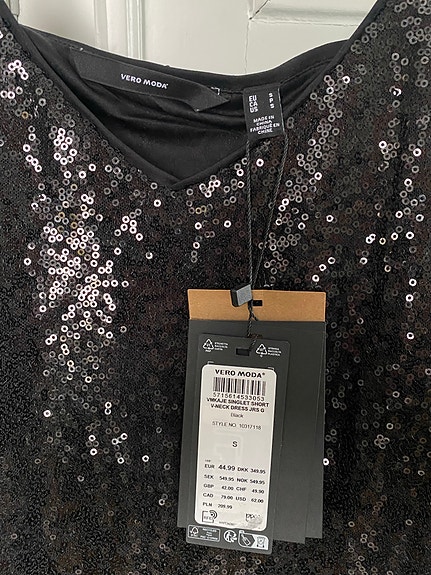 VERO MODA®
EU S
CA P
US S
MADE IN
CHINA
FABRIQUÉ EN
CHINE
VERO MODA®
5715614533053
VMKAJE SINGLET SHORT
V-NECK DRESS JRS G
Black
STYLE NO. 10317118
S
EUR 44.99 DKK 349.95
SEK 549.95 NOK 549.95
GBP 42.00 CHF 49.90
CAD 79.00 USD 62.00
PLN 209.99
FSC